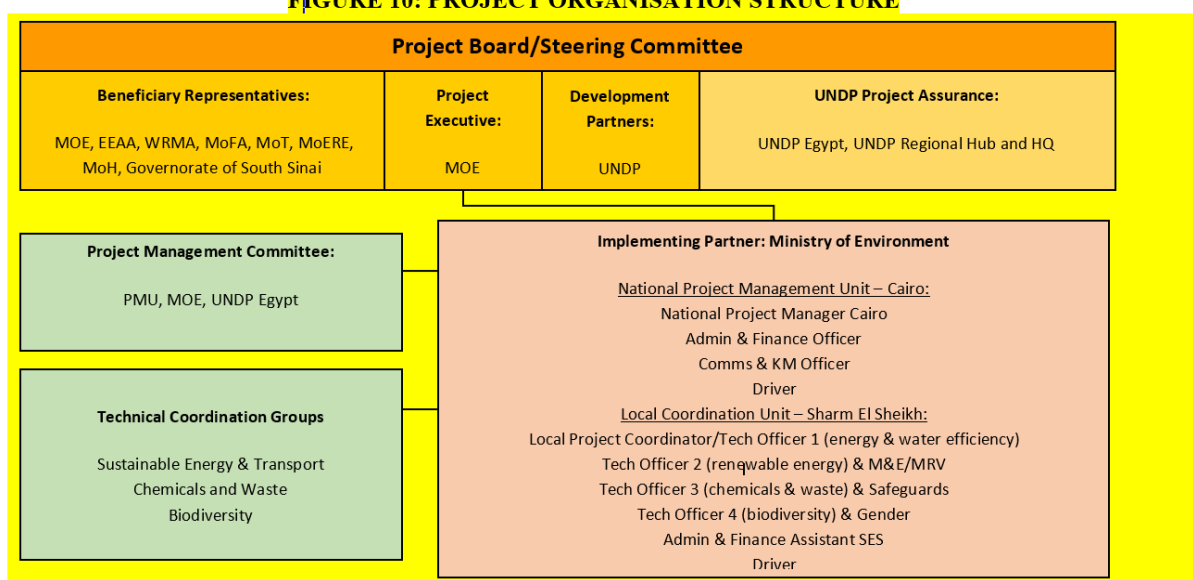 FIGURE 10: PROJECT ORGANISATION STRUCTURE
Project Board/Steering Committee
Beneficiary Representatives:
MOE, EEAA, WRMA, MoFA, MoT, MoERE,
MoH, Governorate of South Sinai
Project
Executive:
MOE
Development
Partners:
UNDP
UNDP Project Assurance:
UNDP Egypt, UNDP Regional Hub and HQ
Project Management Committee:
PMU, MOE, UNDP Egypt
Technical Coordination Groups
Sustainable Energy & Transport
Chemicals and Waste
Biodiversity
Implementing Partner: Ministry of Environment
National Project Management Unit – Cairo:
National Project Manager Cairo
Admin & Finance Officer
Comms & KM Officer
Driver
Local Coordination Unit – Sharm El Sheikh:
Local Project Coordinator/Tech Officer 1 (energy & water efficiency)
Tech Officer 2 (renewable energy) & M&E/MRV
Tech Officer 3 (chemicals & waste) & Safeguards
Tech Officer 4 (biodiversity) & Gender
Admin & Finance Assistant SES
Driver